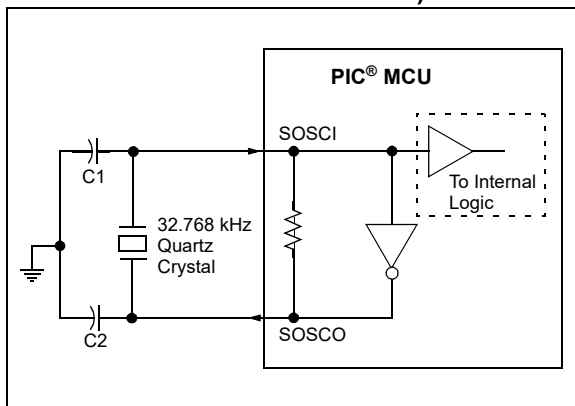 PIC® MCU
SOSCI
C1
To Internal
Logic
32.768 kHz
Quartz
Crystal
SOSCO
C2